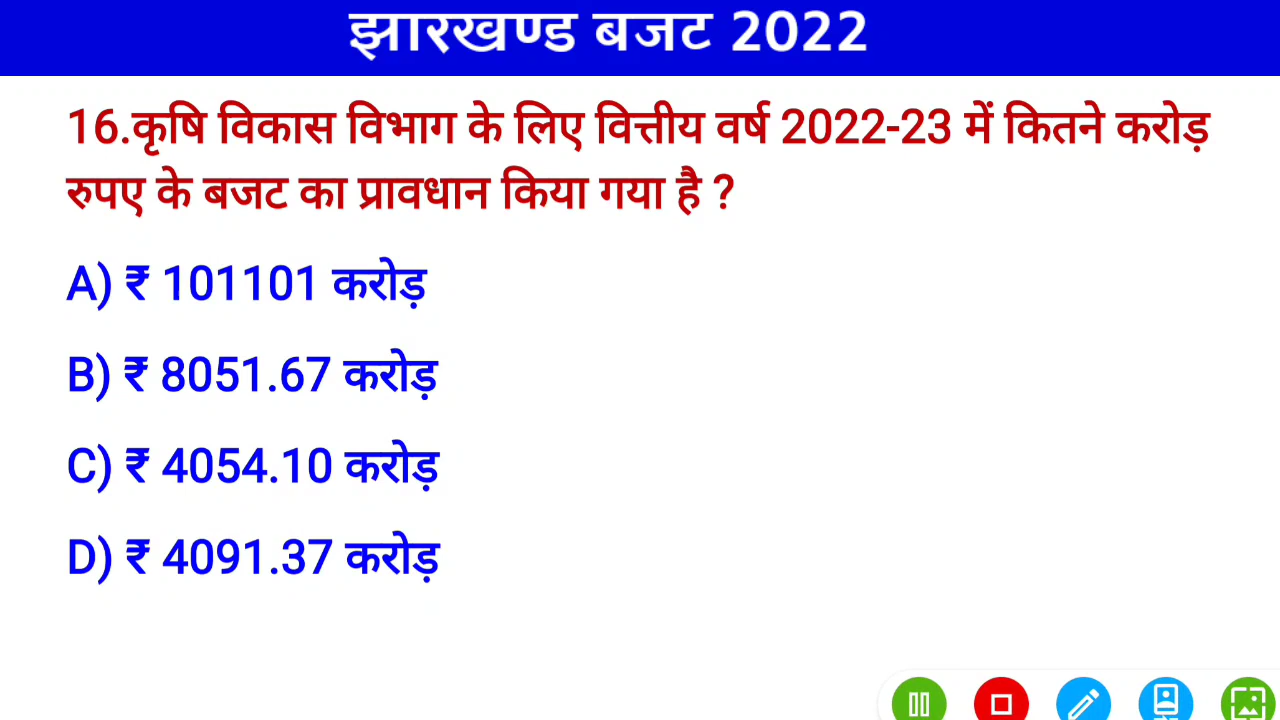 झारखण्ड बजट 2022
16.कृषि विकास विभाग के लिए वित्तीय वर्ष 2022-23 में कितने करोड़
रुपए के बजट का प्रावधान किया गया है ?
A) ₹ 101101 करोड़
B) ₹ 8051.67 करोड़
C) ₹ 4054.10 करोड़
D) ₹ 4091.37 करोड़